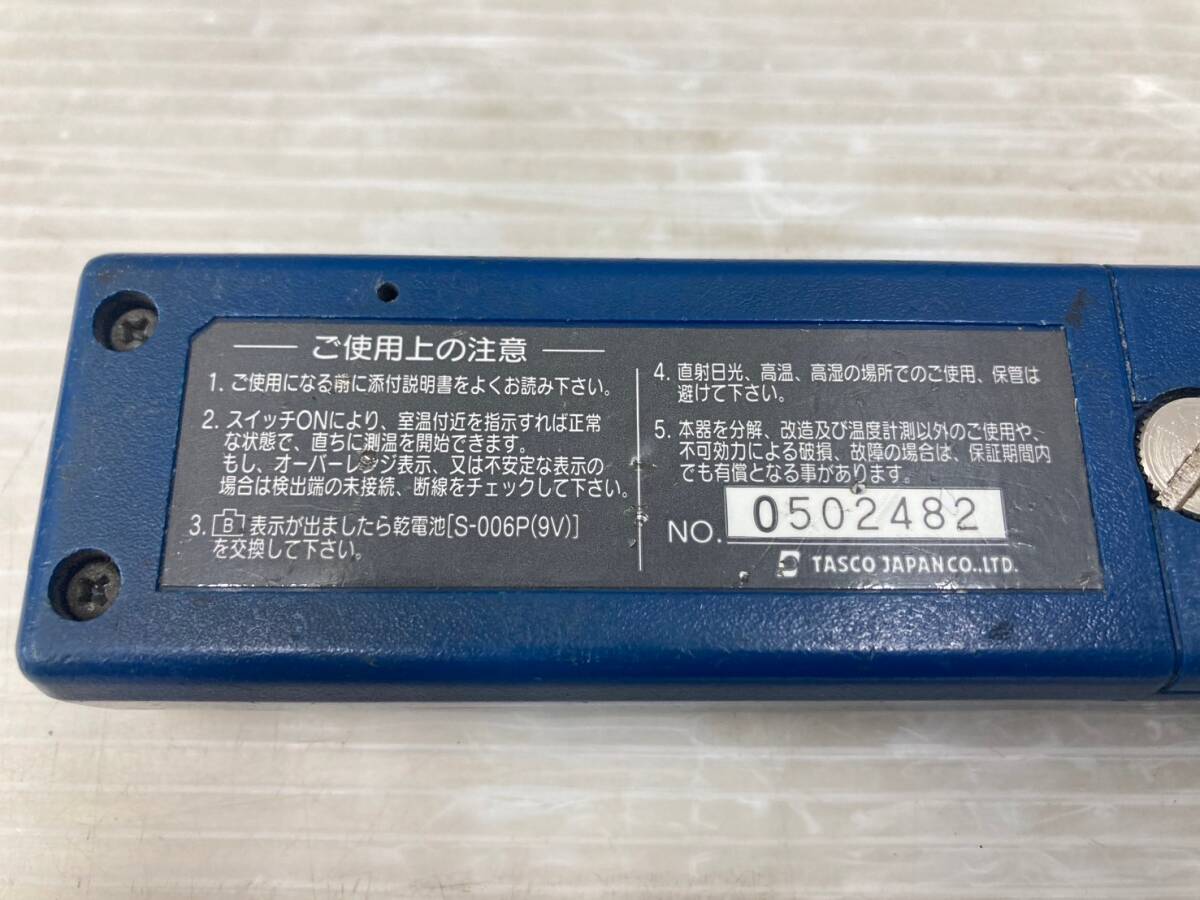 ご使用上の注意
1. ご使用になる前に添付説明書をよくお読み下さい。
2. スイッチONにより、室温付近を指示すれば正常
な状態で、直ちに測温を開始できます。
もし、オーバーレンジ表示、又は不安定な表示の
場合は検出端の未接続、断線をチェックして下さい。
3. B 表示が出ましたら乾電池[S-006P(9V)]
を交換して下さい。
4. 直射日光、高温、高湿の場所でのご使用、保管は
避けて下さい。
5. 本器を分解、改造及び温度計測以外のご使用や、
不可効力による破損、故障の場合は、保証期間内
でも有償となる事があります。
NO. 0502482
TASCO JAPAN CO.,LTD.